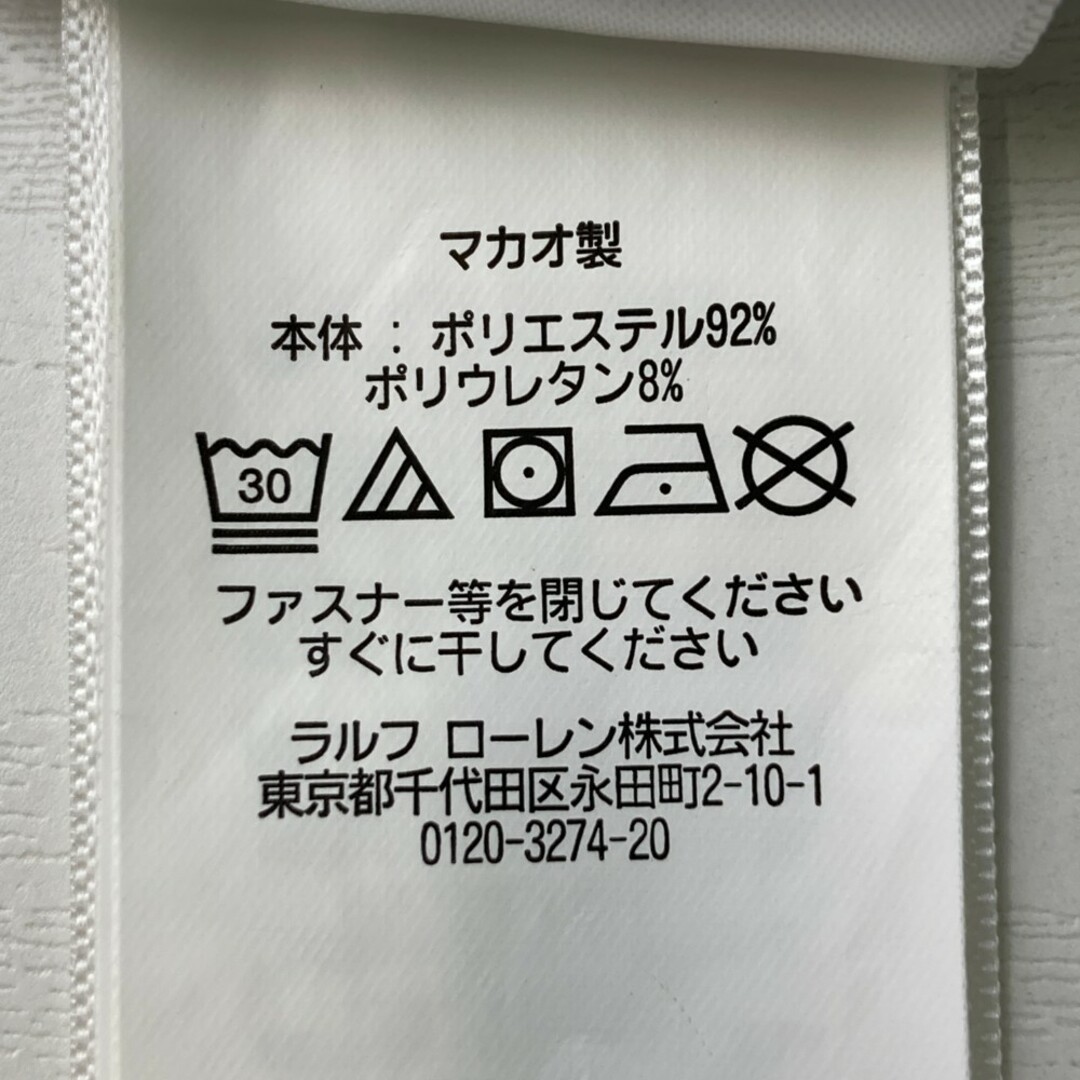 マカオ製
本体 : ポリエステル92%
ポリウレタン8%
30
ファスナー等を閉じてください
すぐに干してください
ラルフ ローレン株式会社
東京都千代田区永田町2-10-1
0120-3274-20